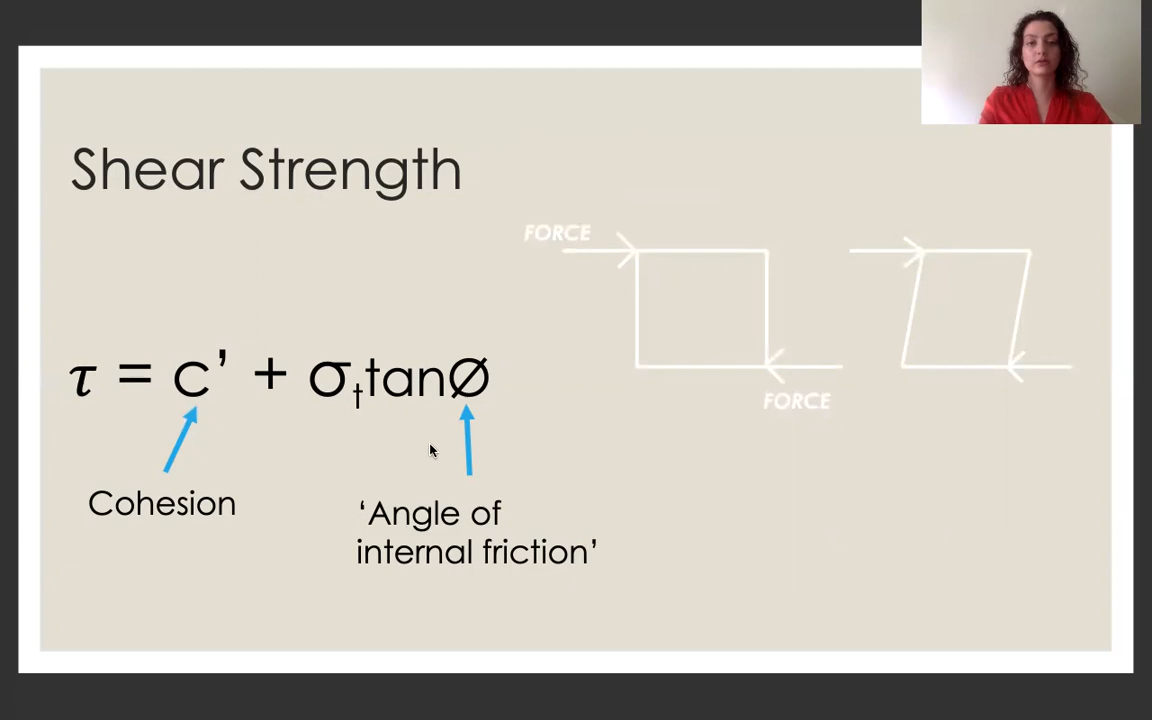 Shear Strength
FORCE
τ = c’ + σₜtanØ
FORCE
Cohesion
‘Angle of
internal friction’